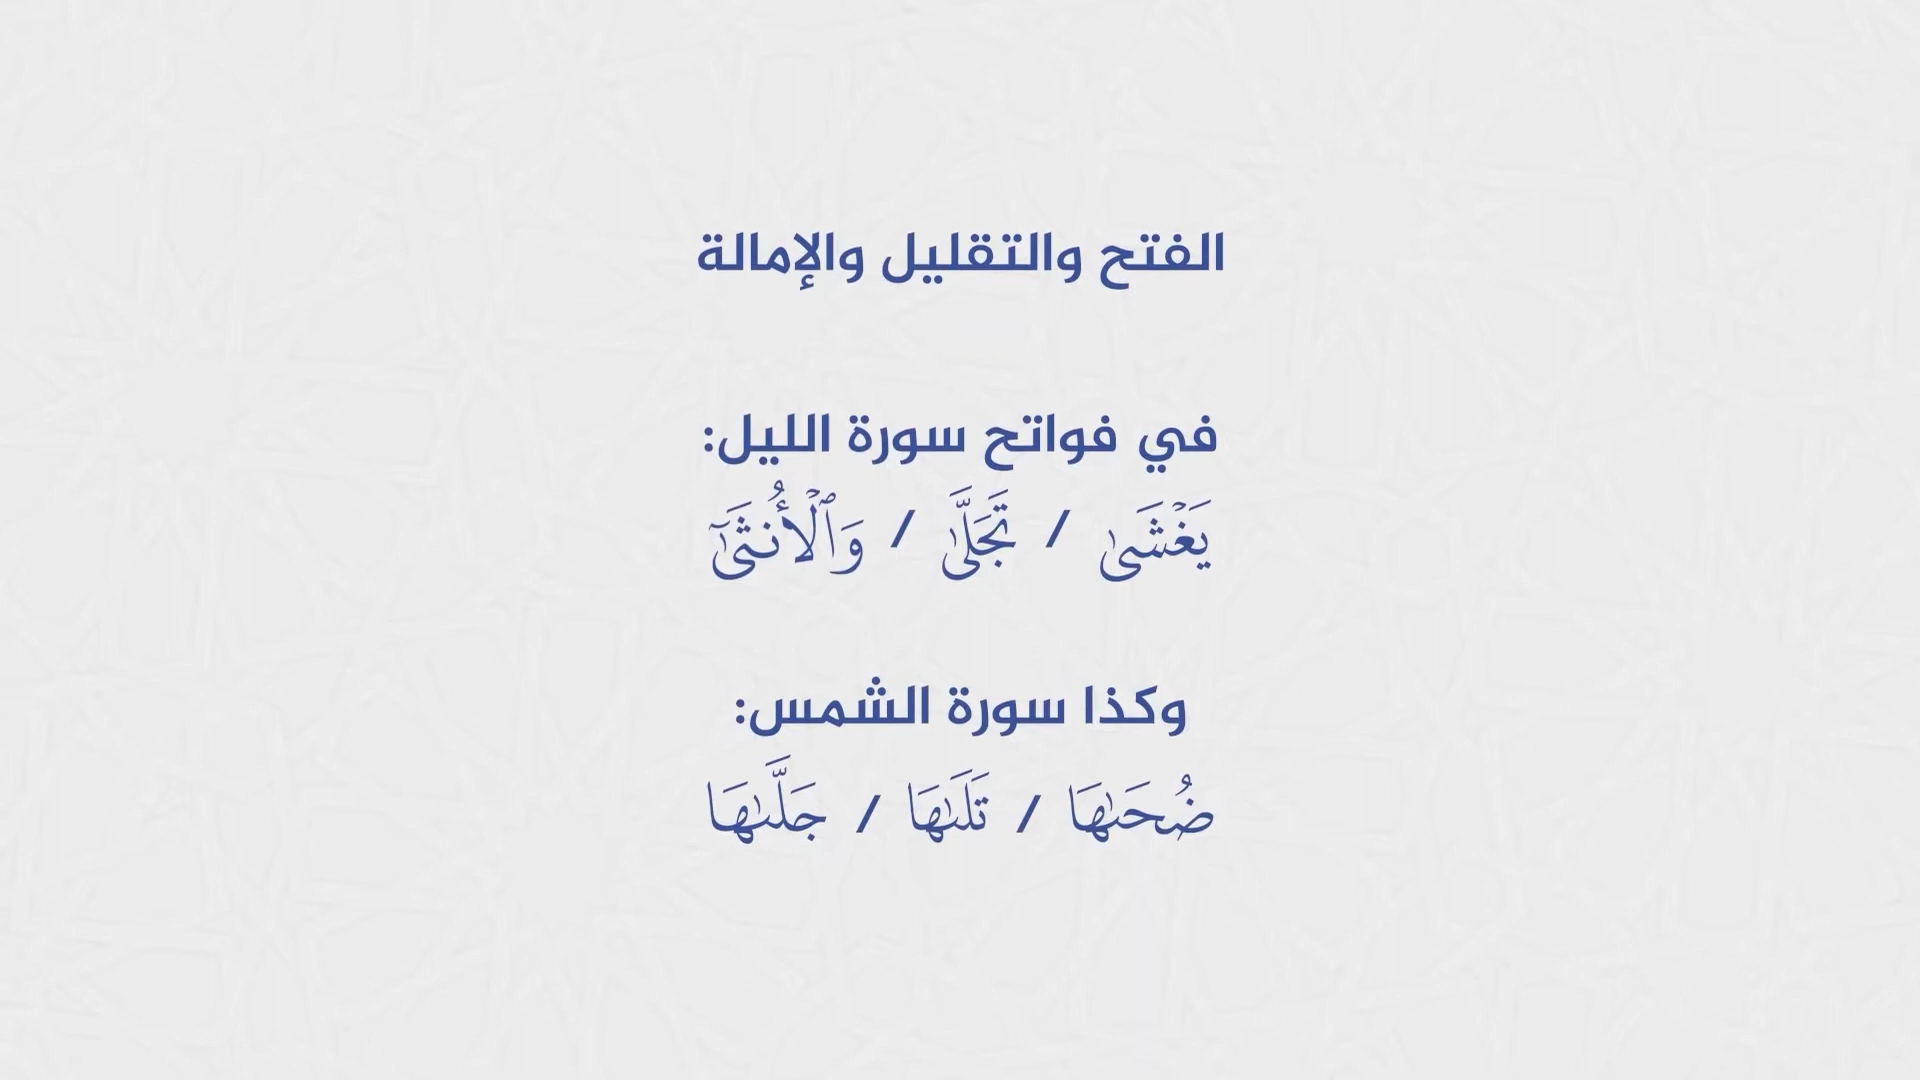 الفتح والتقليل والإمالة
في فواتح سورة الليل:
يَغۡشَىٰ / تَجَلَّىٰ / وَٱلۡأُنثَىٰٓ
وكذا سورة الشمس:
ضُحَىٰهَا / تَلَىٰهَا / جَلَّىٰهَا